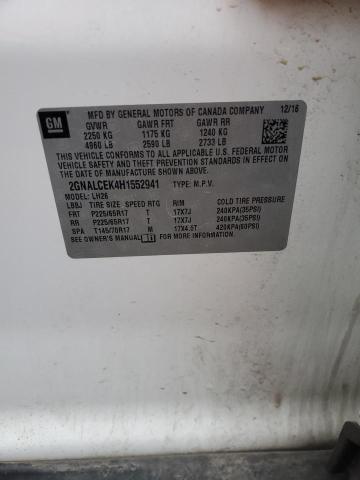 GM
MFD BY GENERAL MOTORS OF CANADA CORP. 12/16
GVWR GAWR FRT GAWR RR
2250 KG 1175 KG 1240 KG
4960 LB 2590 LB 2733 LB
THIS VEHICLE CONFORMS TO ALL APPLICABLE U.S. FEDERAL MOTOR
VEHICLE SAFETY AND THEFT PREVENTION STANDARDS IN EFFECT ON THE
DATE OF MANUFACTURE SHOWN ABOVE.
2GNALCEK4H1552941 TYPE: M.P.V.
MODEL: LH26
LBBJ TIRE SIZE SPEED RTG RIM COLD TIRE PRESSURE
FRT P225/65R17 T 17X7J 240KPA(35PSI)
RR P225/65R17 T 17X7J 240KPA(35PSI)
SPA T145/70R17 M 17X4.0T 420KPA(60PSI)
SEE OWNER'S MANUAL FOR MORE INFORMATION.